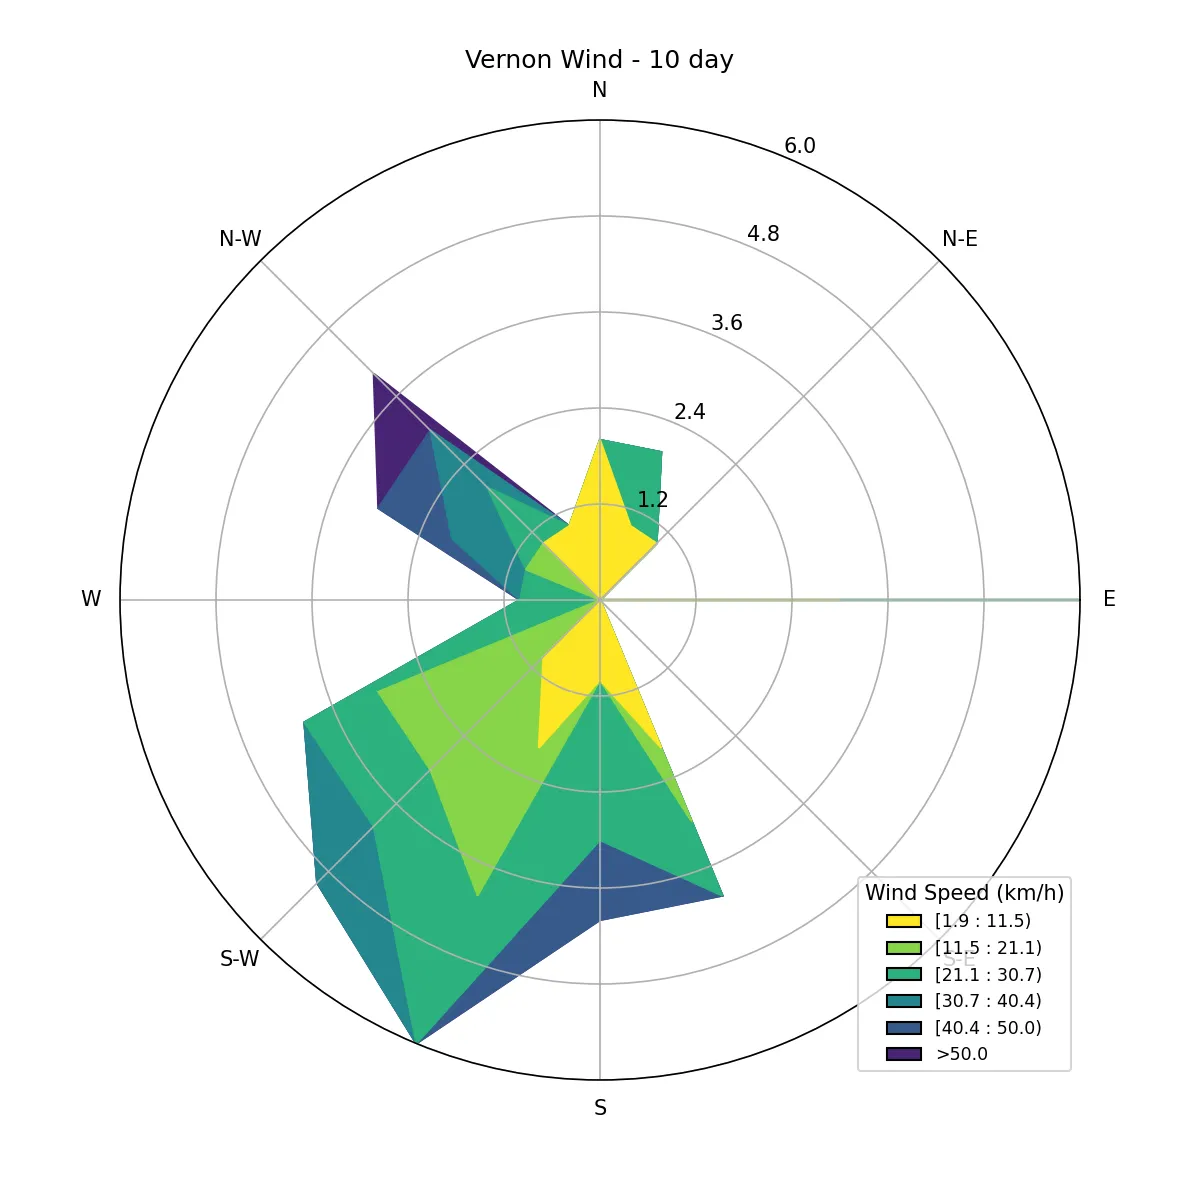 Vernon Wind - 10 day
N
6.0
N-W
N-E
4.8
3.6
2.4
1.2
W
E
S-W
S-E
S
Wind Speed (km/h)
[1.9 : 11.5)
[11.5 : 21.1)
[21.1 : 30.7)
[30.7 : 40.4)
[40.4 : 50.0)
>50.0